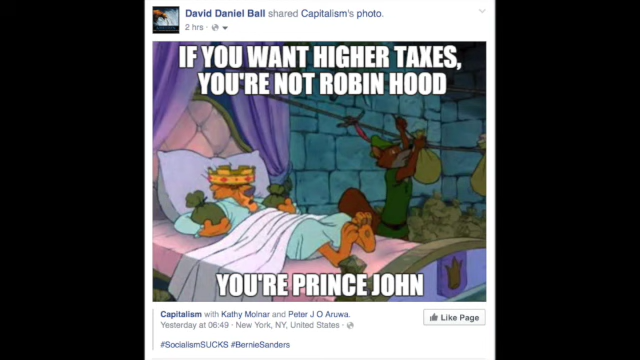 David Daniel Ball shared Capitalism's photo.
2 hrs ·
IF YOU WANT HIGHER TAXES,
YOU'RE NOT ROBIN HOOD
YOU'RE PRINCE JOHN
Capitalism with Kathy Molnar and Peter J O Aruwa.
Yesterday at 06:49 · New York, NY, United States ·
Like Page
#SocialismSUCKS #BernieSanders